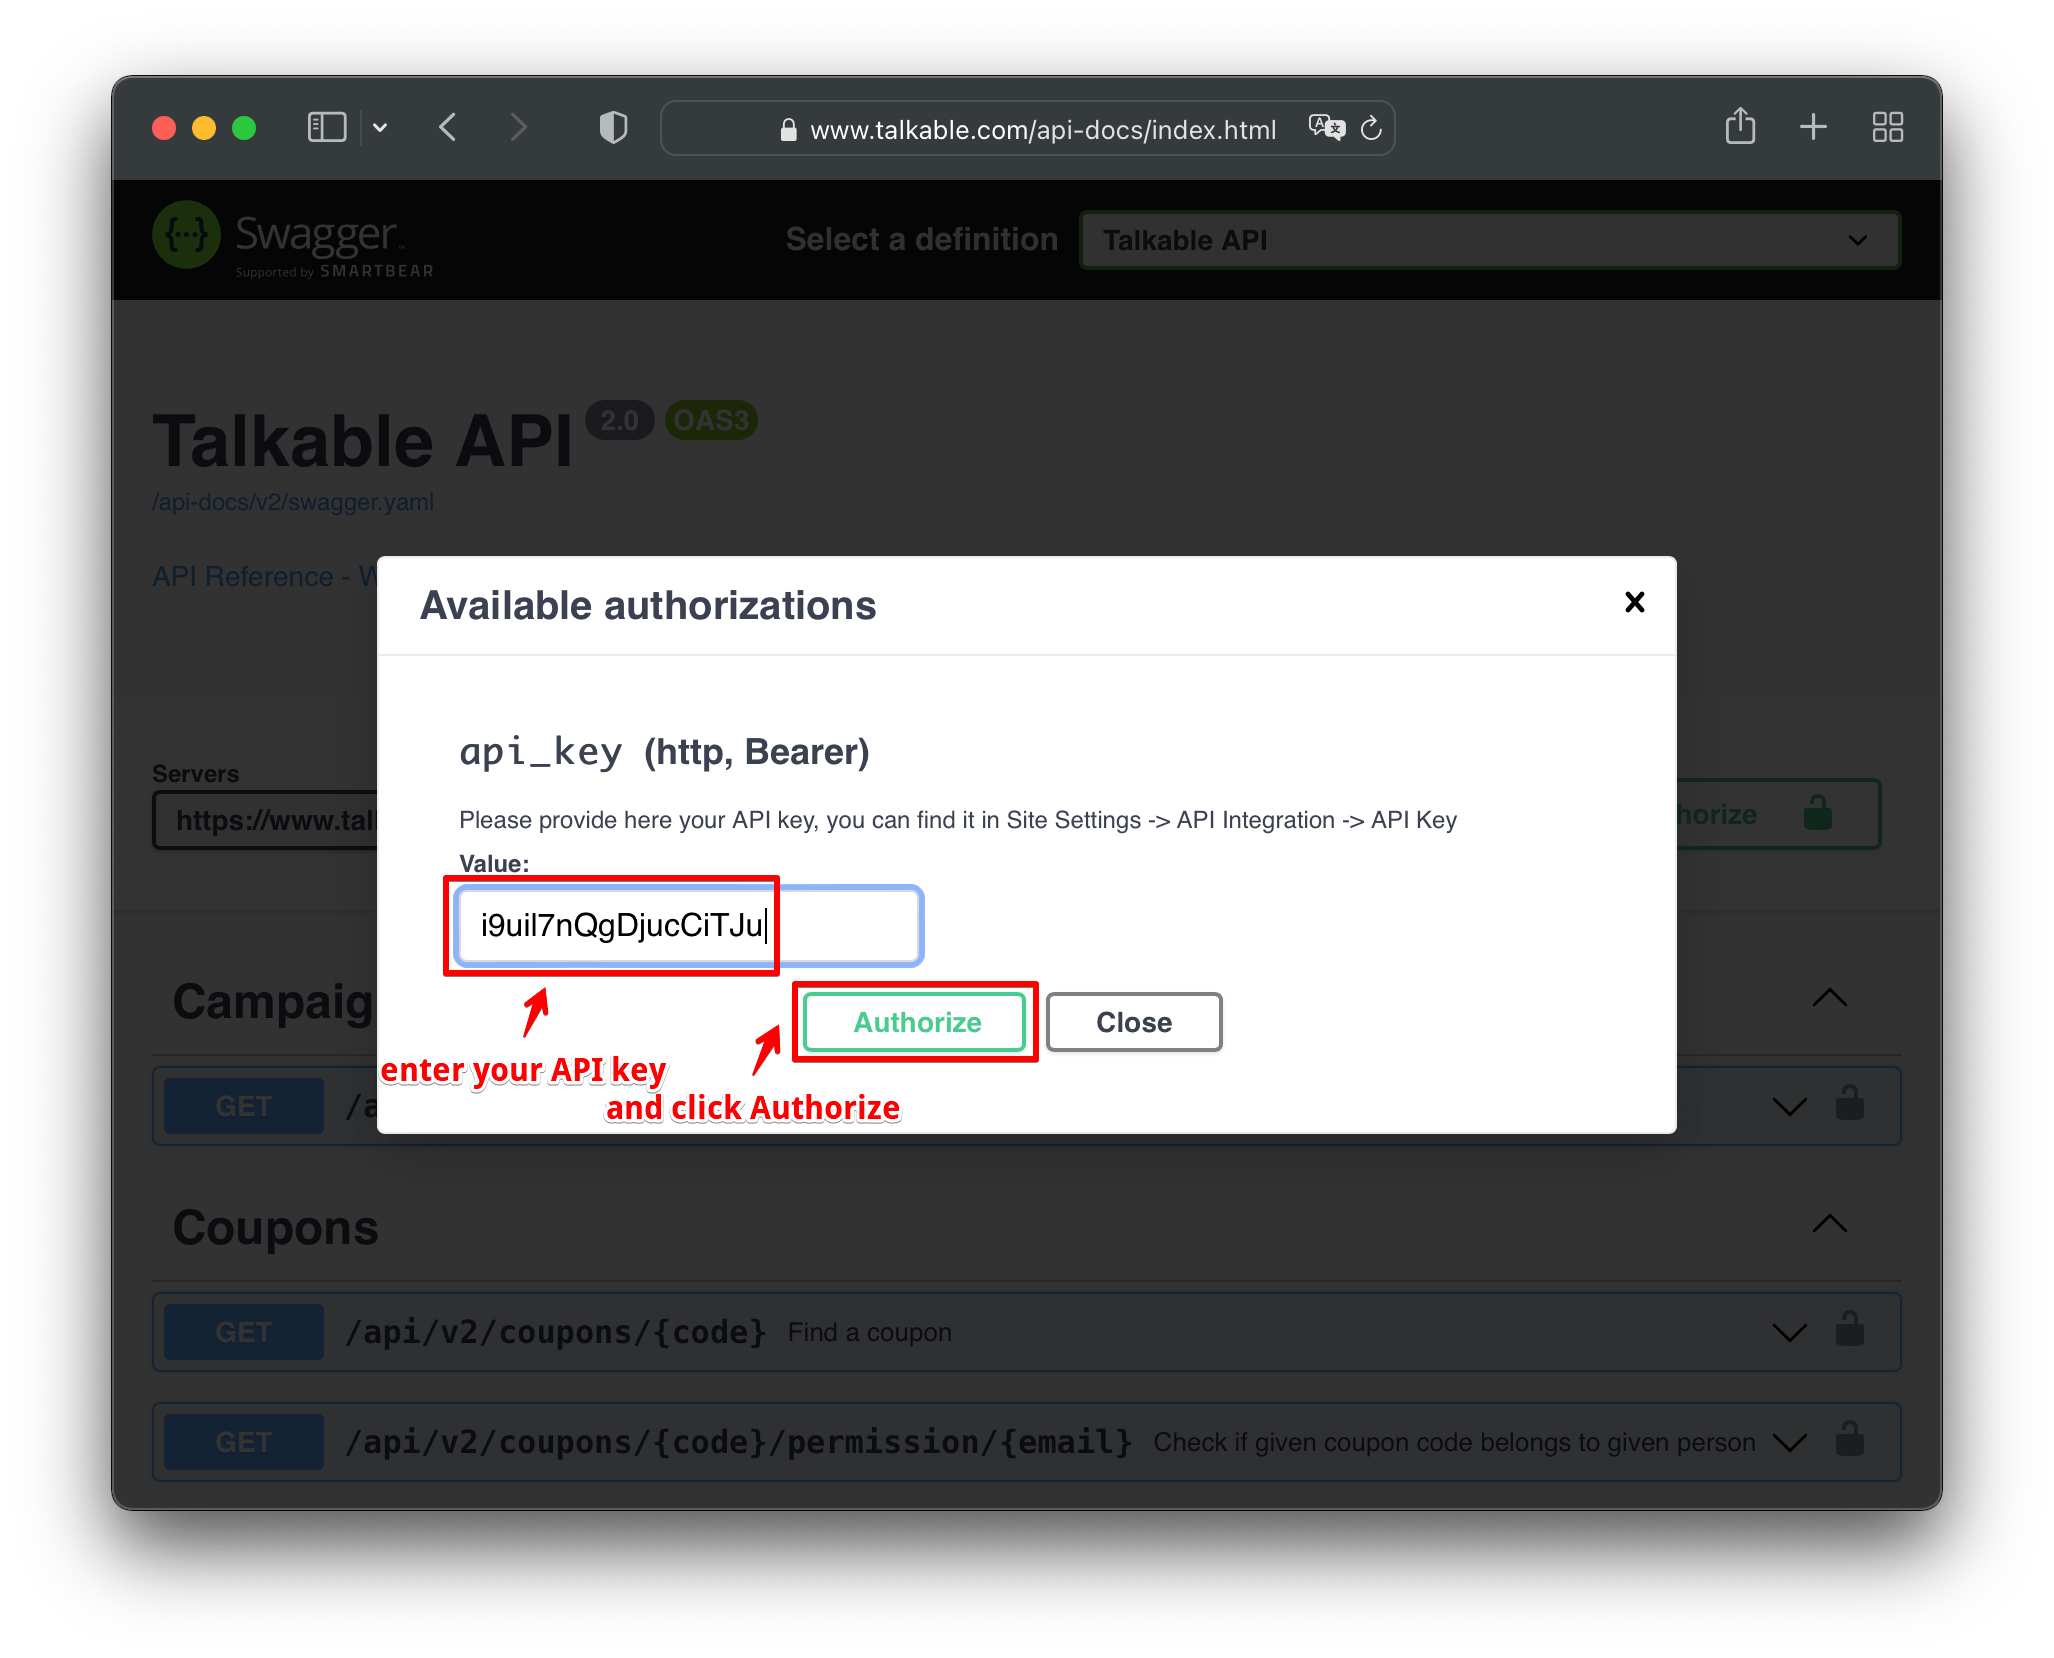 www.talkable.com/api-docs/index.html
Swagger
Supported by SMARTBEAR
Select a definition
Talkable API
Talkable API 2.0 OAS3
/api-docs/v2/swagger.yaml
API Reference - W
Available authorizations
api_key (http, Bearer)
Please provide here your API key, you can find it in Site Settings -> API Integration -> API Key
Value:
i9uil7nQgDjucCiTJu
Authorize
Close
enter your API key
and click Authorize
Servers
https://www.tall
horize
Campaig
GET /a
Coupons
GET /api/v2/coupons/{code} Find a coupon
GET /api/v2/coupons/{code}/permission/{email} Check if given coupon code belongs to given person